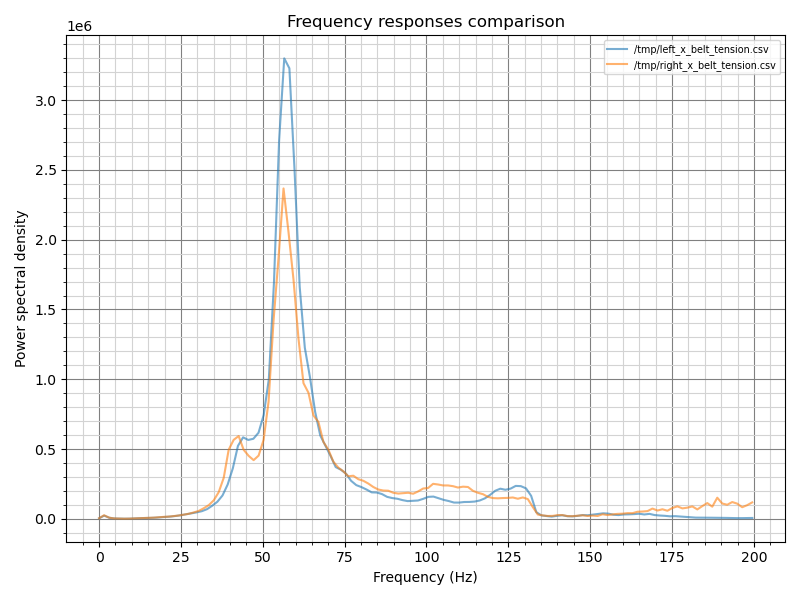 Frequency responses comparison
1e6
/tmp/left_x_belt_tension.csv
/tmp/right_x_belt_tension.csv
3.0
2.5
2.0
1.5
1.0
0.5
0.0
Power spectral density
0 25 50 75 100 125 150 175 200
Frequency (Hz)